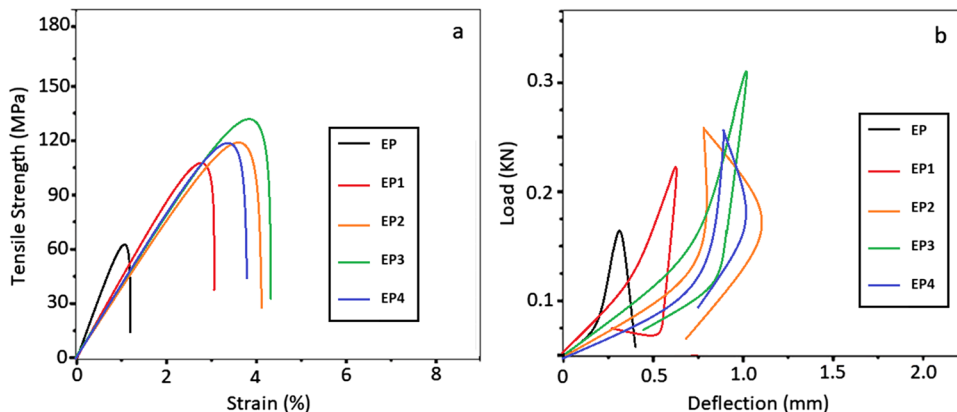 a
Tensile Strength (MPa)
180
150
120
90
60
30
0
0
2
4
6
8
Strain (%)
EP
EP1
EP2
EP3
EP4
b
Load (KN)
0.3
0.2
0.1
0
0.5
1.0
1.5
2.0
Deflection (mm)
EP
EP1
EP2
EP3
EP4